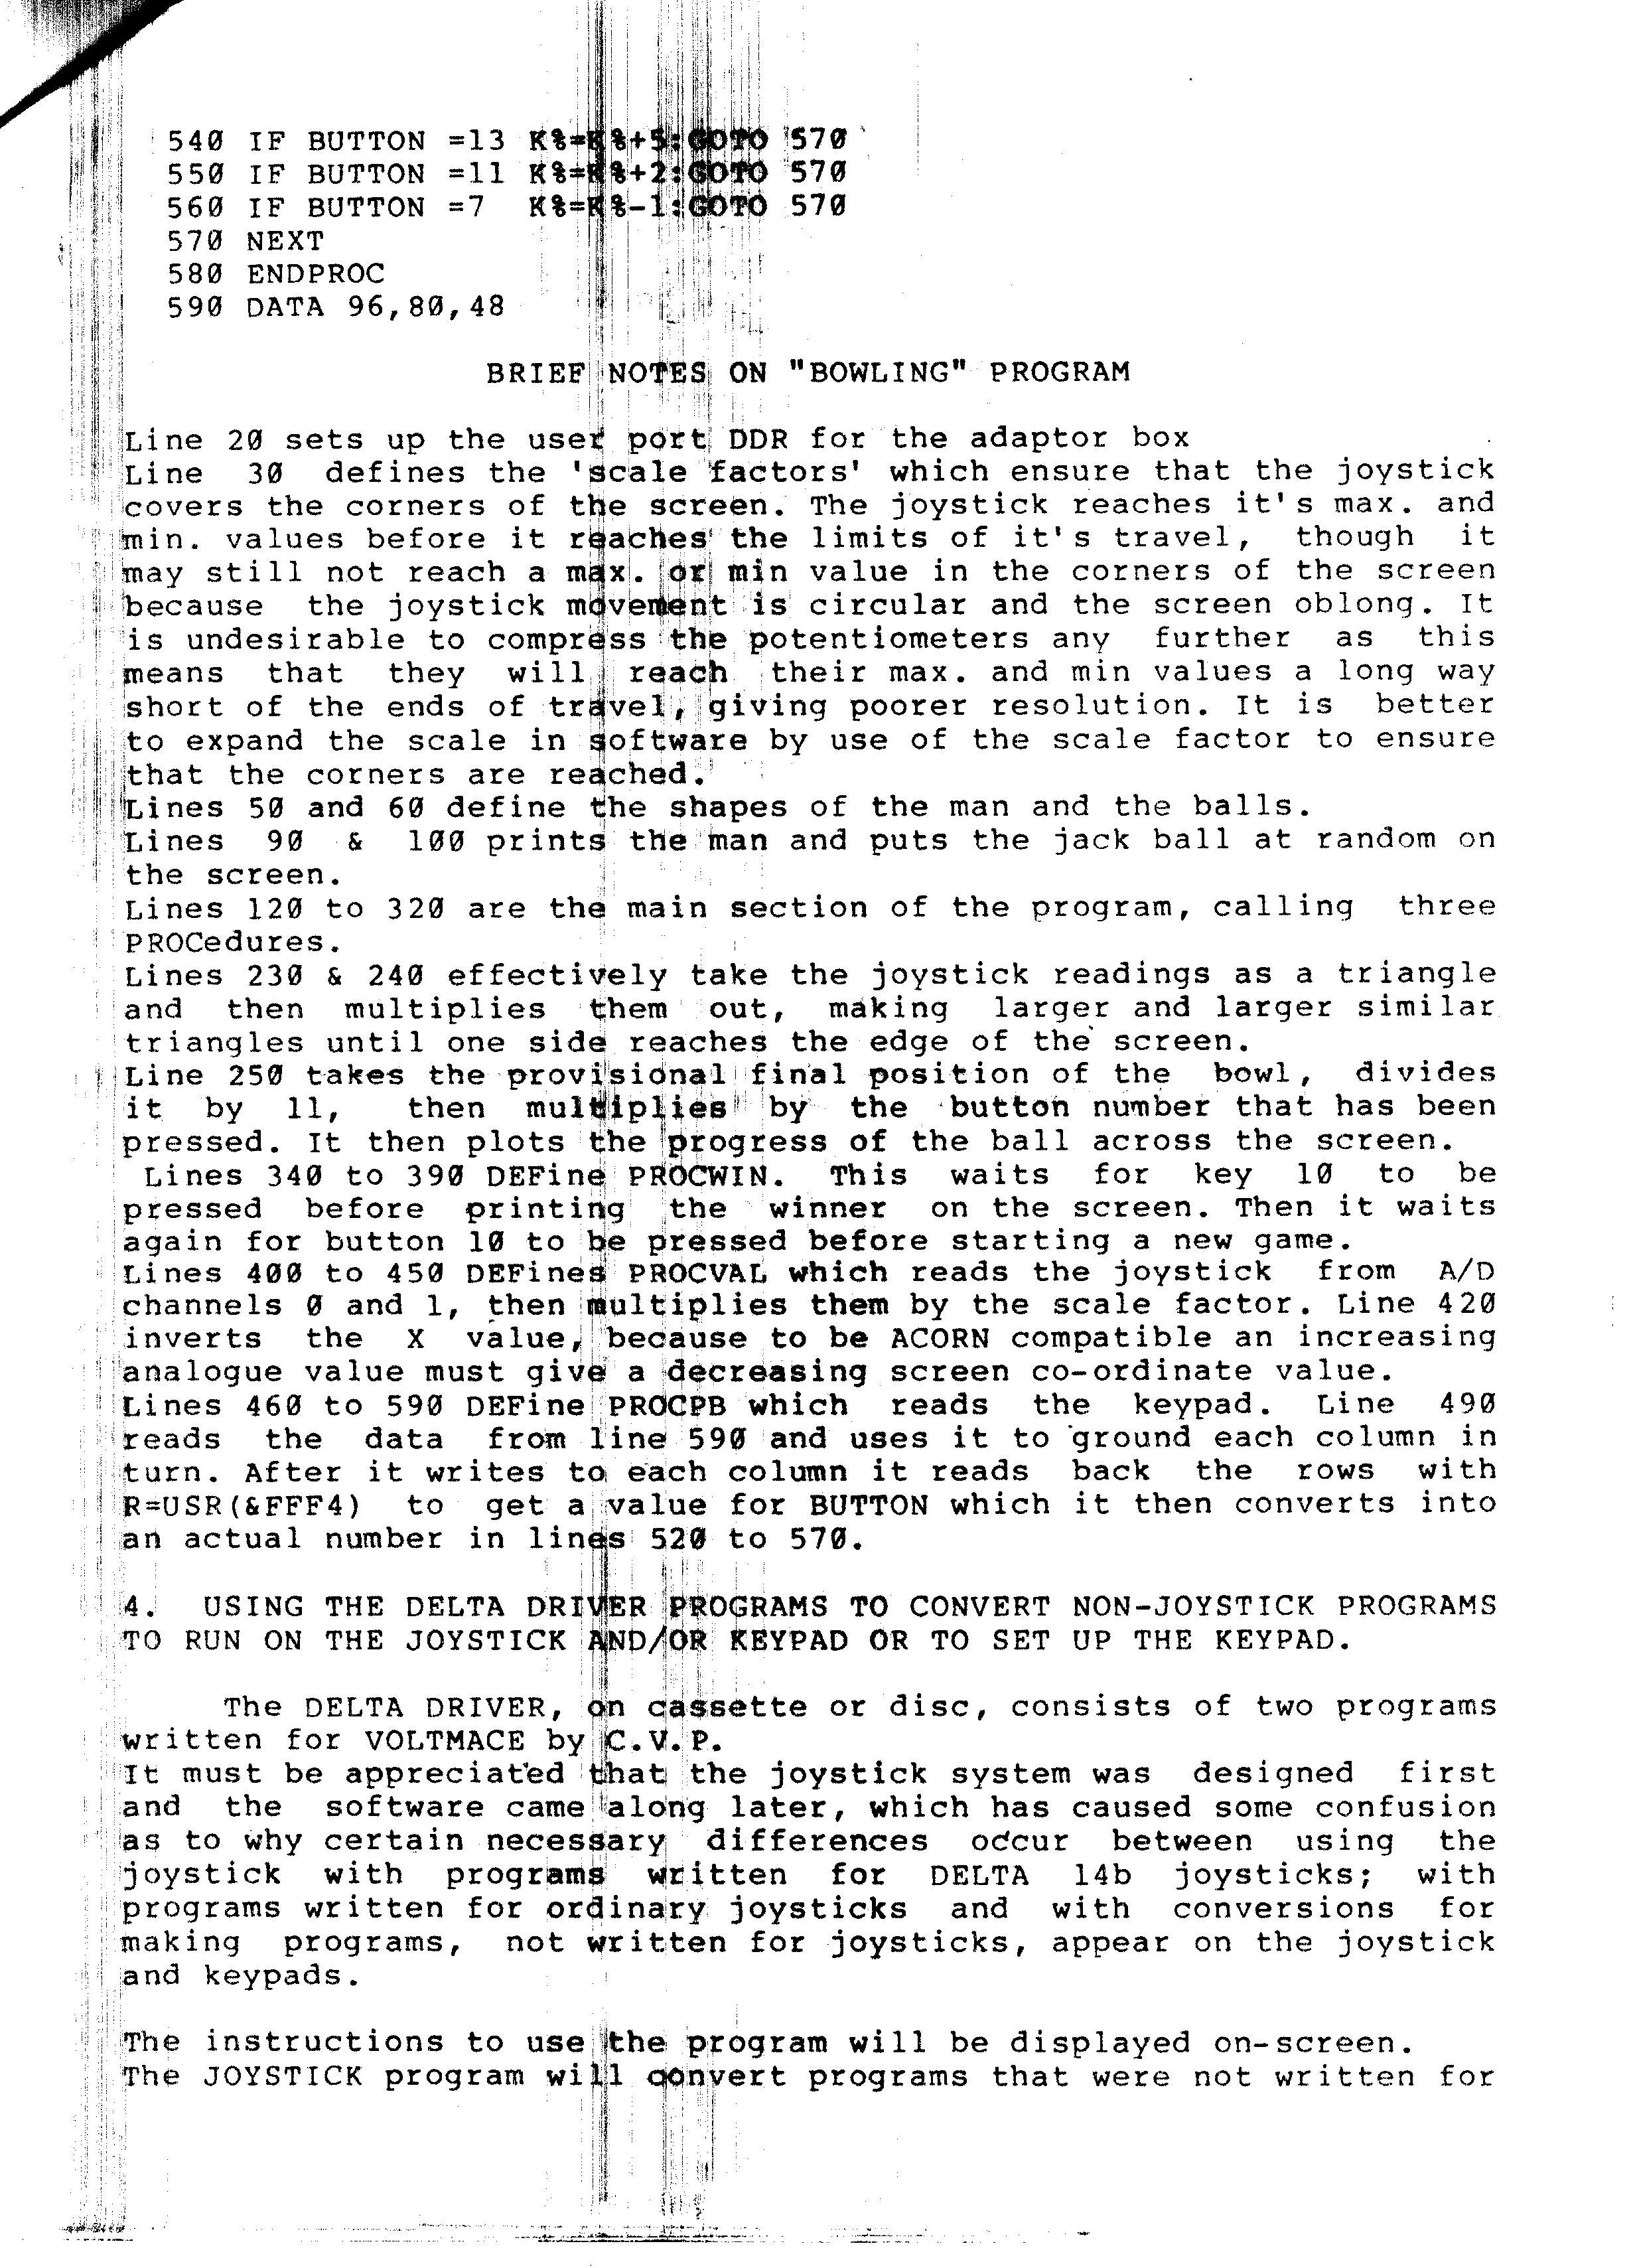 540 IF BUTTON =13 K%=K%+5:GOTO 570
550 IF BUTTON =11 K%=K%+2:GOTO 570
560 IF BUTTON =7 K%=K%-1:GOTO 570
570 NEXT
580 ENDPROC
590 DATA 96,80,48
BRIEF NOTES ON "BOWLING" PROGRAM
Line 20 sets up the user port DDR for the adaptor box
Line 30 defines the 'scale factors' which ensure that the joystick
covers the corners of the screen. The joystick reaches it's max. and
min. values before it reaches the limits of it's travel, though it
may still not reach a max. or min value in the corners of the screen
because the joystick movement is circular and the screen oblong. It
is undesirable to compress the potentiometers any further as this
means that they will reach their max. and min values a long way
short of the ends of travel, giving poorer resolution. It is better
to expand the scale in software by use of the scale factor to ensure
that the corners are reached.
Lines 50 and 60 define the shapes of the man and the balls.
Lines 90 & 100 prints the man and puts the jack ball at random on
the screen.
Lines 120 to 320 are the main section of the program, calling three
PROCedures.
Lines 230 & 240 effectively take the joystick readings as a triangle
and then multiplies them out, making larger and larger similar
triangles until one side reaches the edge of the screen.
Line 250 takes the provisional final position of the bowl, divides
it by 11, then multiplies by the button number that has been
pressed. It then plots the progress of the ball across the screen.
Lines 340 to 390 DEFine PROCWIN. This waits for key 10 to be
pressed before printing the winner on the screen. Then it waits
again for button 10 to be pressed before starting a new game.
Lines 400 to 450 DEFines PROCVAL which reads the joystick from A/D
channels 0 and 1, then multiplies them by the scale factor. Line 420
inverts the X value, because to be ACORN compatible an increasing
analogue value must give a decreasing screen co-ordinate value.
Lines 460 to 590 DEFine PROCPB which reads the keypad. Line 490
reads the data from line 590 and uses it to ground each column in
turn. After it writes to each column it reads back the rows with
R=USR(&FFF4) to get a value for BUTTON which it then converts into
an actual number in lines 520 to 570.
4. USING THE DELTA DRIVER PROGRAMS TO CONVERT NON-JOYSTICK PROGRAMS
TO RUN ON THE JOYSTICK AND/OR KEYPAD OR TO SET UP THE KEYPAD.
The DELTA DRIVER, on cassette or disc, consists of two programs
written for VOLTMACE by C.V.P.
It must be appreciated that the joystick system was designed first
and the software came along later, which has caused some confusion
as to why certain necessary differences occur between using the
joystick with programs written for DELTA 14b joysticks; with
programs written for ordinary joysticks and with conversions for
making programs, not written for joysticks, appear on the joystick
and keypads.
The instructions to use the program will be displayed on-screen.
The JOYSTICK program will convert programs that were not written for